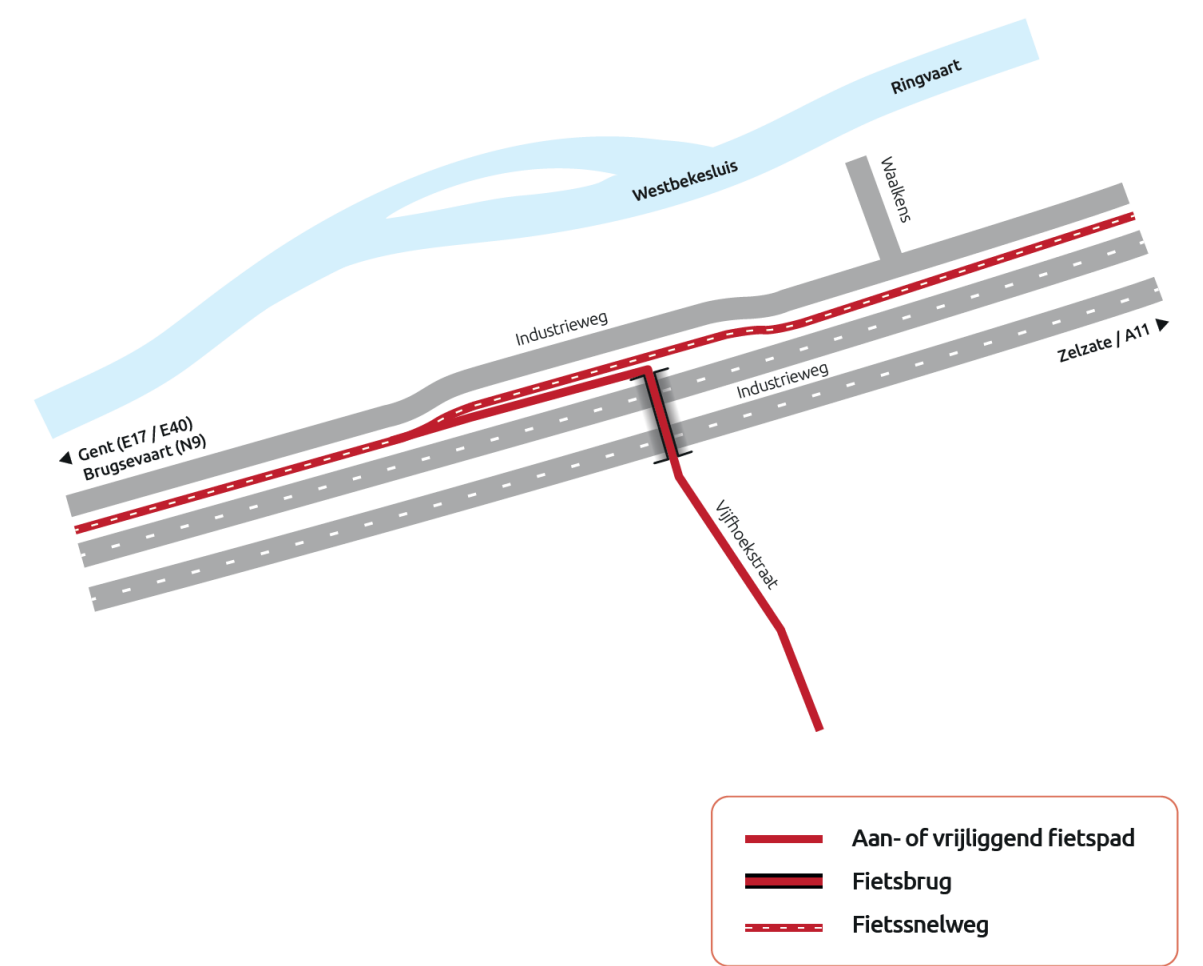 Ringvaart
Westbekesluis
Waalkens
Industrieweg
Industrieweg
Zelzate / A11
Gent (E17 / E40)
Brugsevaart (N9)
Vijfhoekstraat
Aan- of vrijliggend fietspad
Fietsbrug
Fietssnelweg